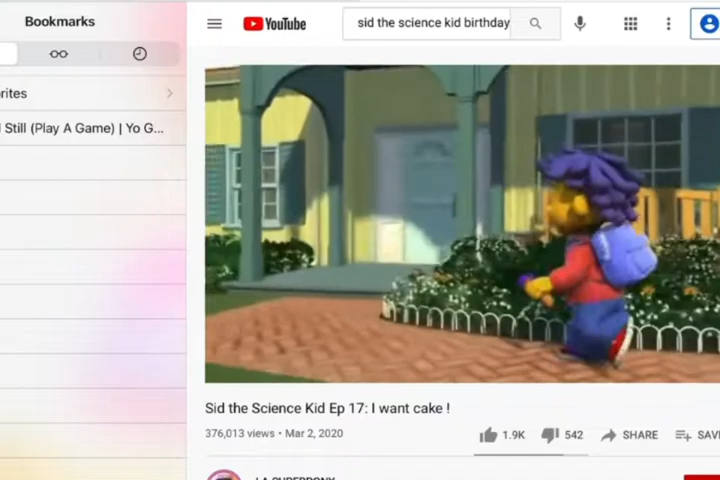 Bookmarks
YouTube
sid the science kid birthday
rites
Still (Play A Game) | Yo G...
Sid the Science Kid Ep 17: I want cake !
376,013 views • Mar 2, 2020
1.9K
542
SHARE